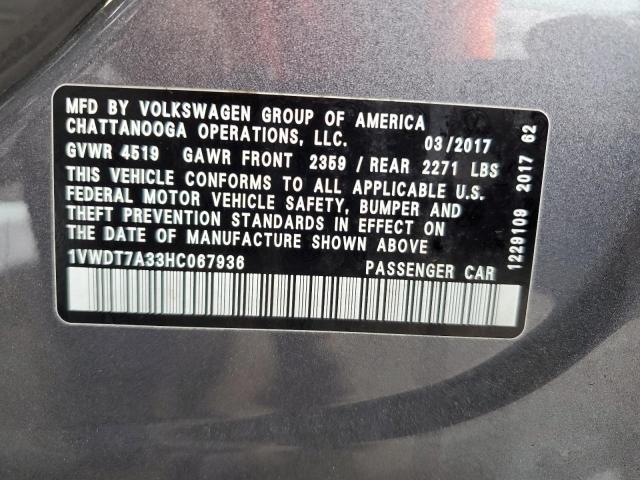 MFD BY VOLKSWAGEN GROUP OF AMERICA
CHATTANOOGA OPERATIONS, LLC. 03/2017
GVWR 4519 GAWR FRONT 2359 / REAR 2271 LBS
THIS VEHICLE CONFORMS TO ALL APPLICABLE U.S.
FEDERAL MOTOR VEHICLE SAFETY, BUMPER AND
THEFT PREVENTION STANDARDS IN EFFECT ON
THE DATE OF MANUFACTURE SHOWN ABOVE
1VWDT7A33HC067936 PASSENGER CAR
1229109 2017 62